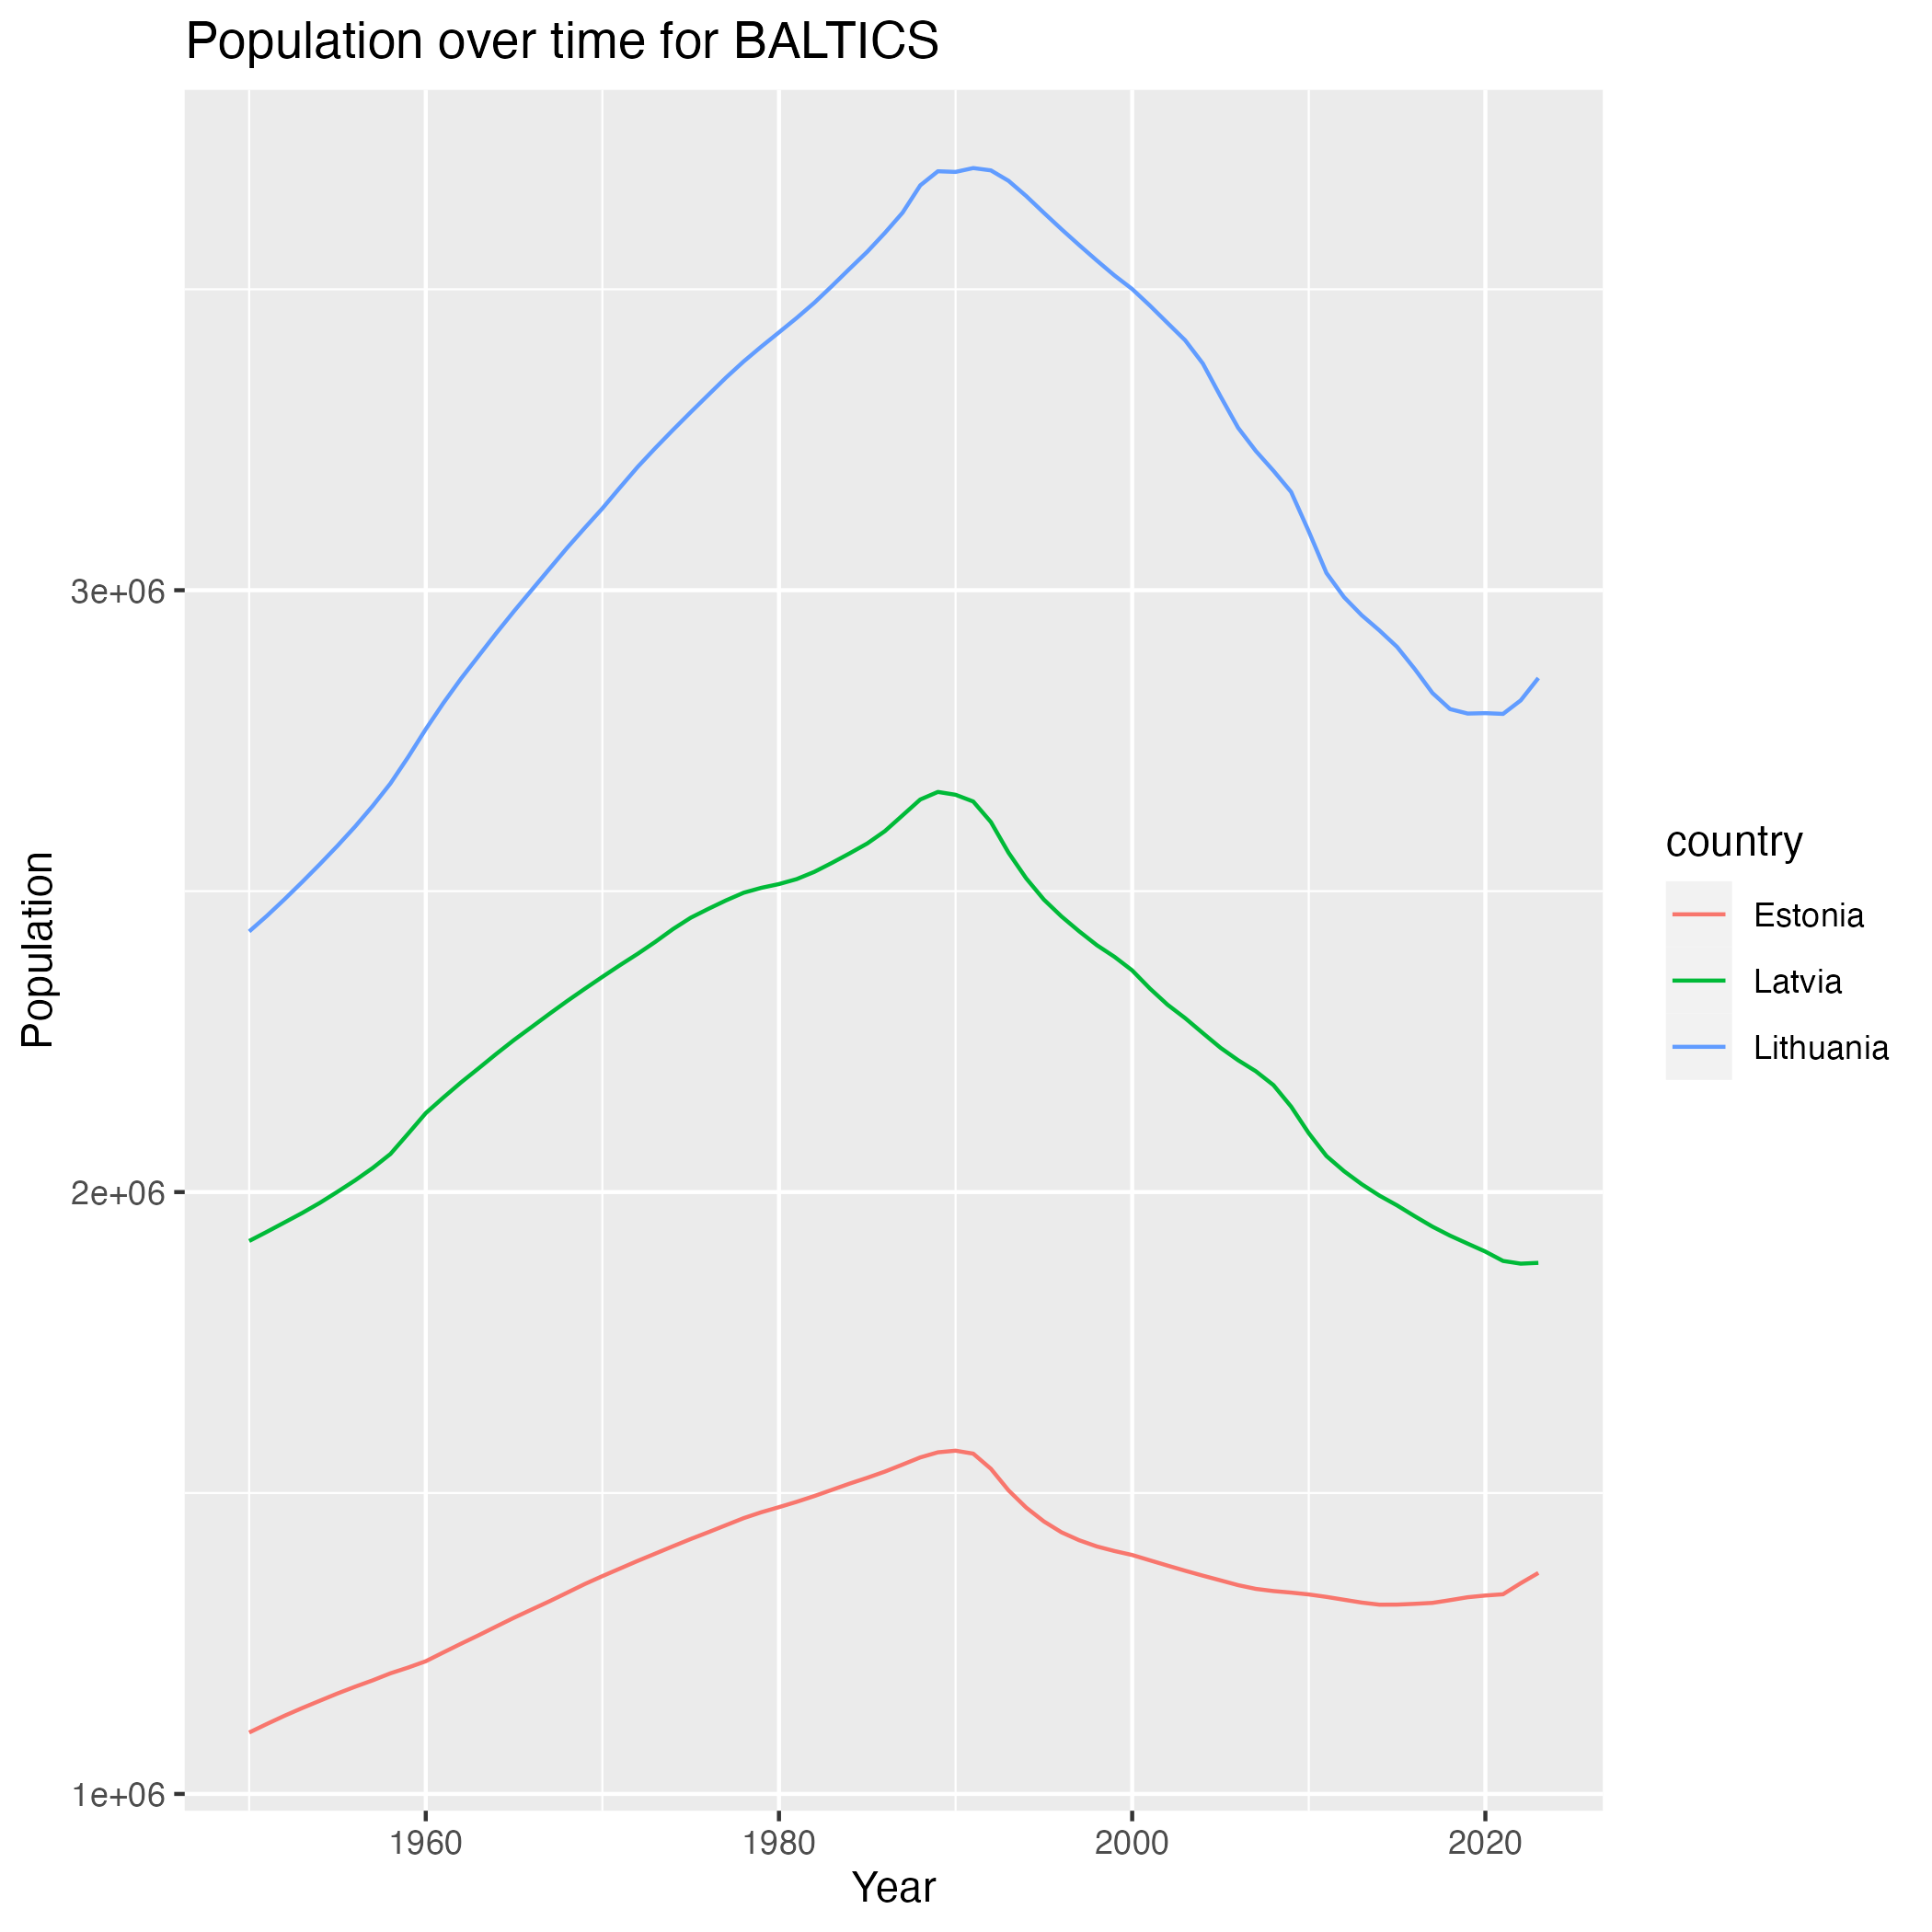 Population over time for BALTICS
Population
3e+06
2e+06
1e+06
1960
1980
2000
2020
Year
country
Estonia
Latvia
Lithuania